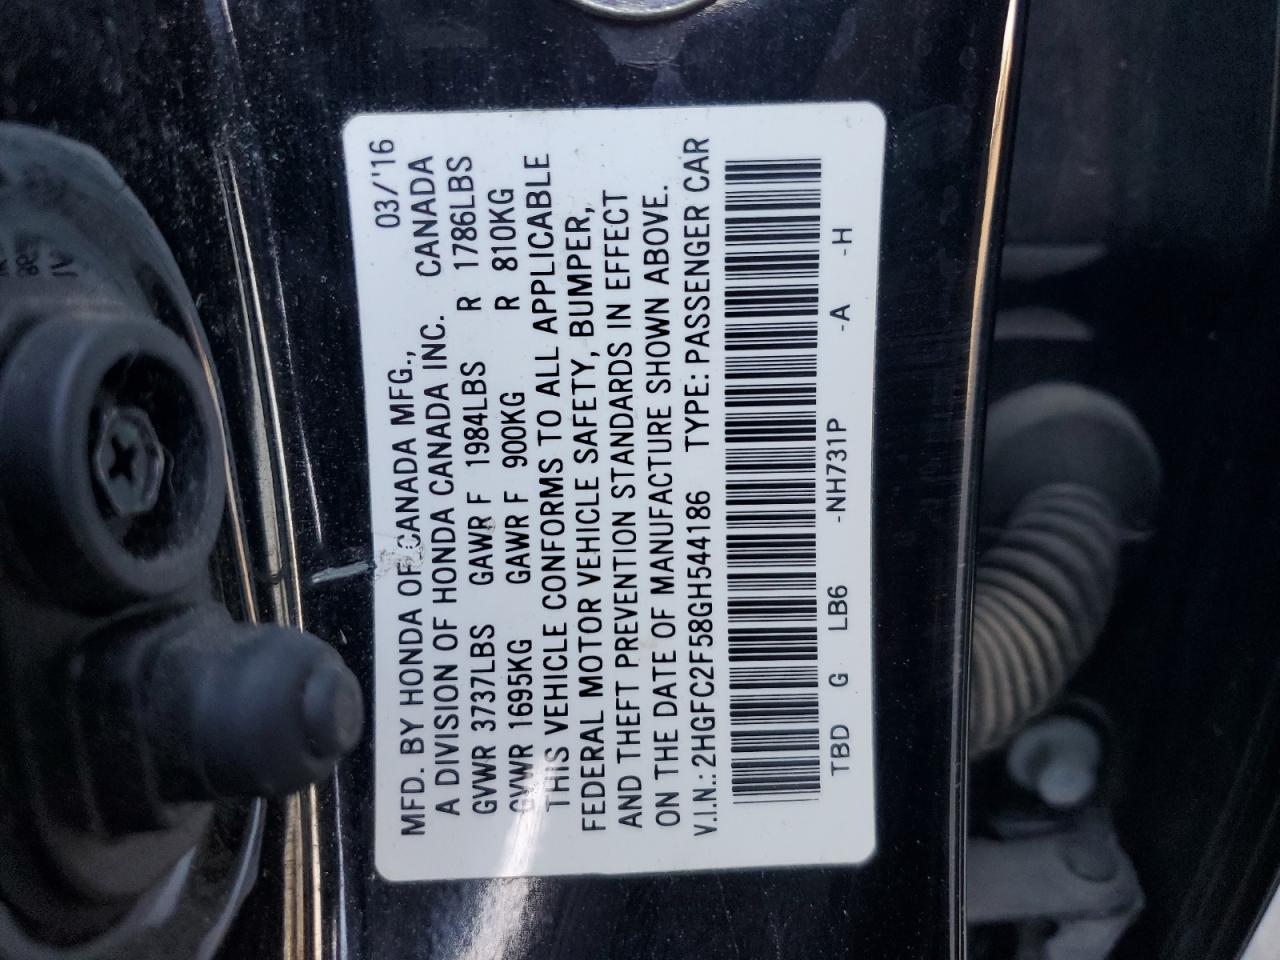 MFD. BY HONDA OF CANADA MFG., 03/'16
A DIVISION OF HONDA CANADA INC. CANADA
GVWR 3737LBS GAWR F 1984LBS R 1786LBS
GVWR 1695KG GAWR F 900KG R 810KG
THIS VEHICLE CONFORMS TO ALL APPLICABLE
FEDERAL MOTOR VEHICLE SAFETY, BUMPER,
AND THEFT PREVENTION STANDARDS IN EFFECT
ON THE DATE OF MANUFACTURE SHOWN ABOVE.
V.I.N.: 2HGFC2F58GH544186 TYPE: PASSENGER CAR
TBD G LB6 -NH731P -A -H